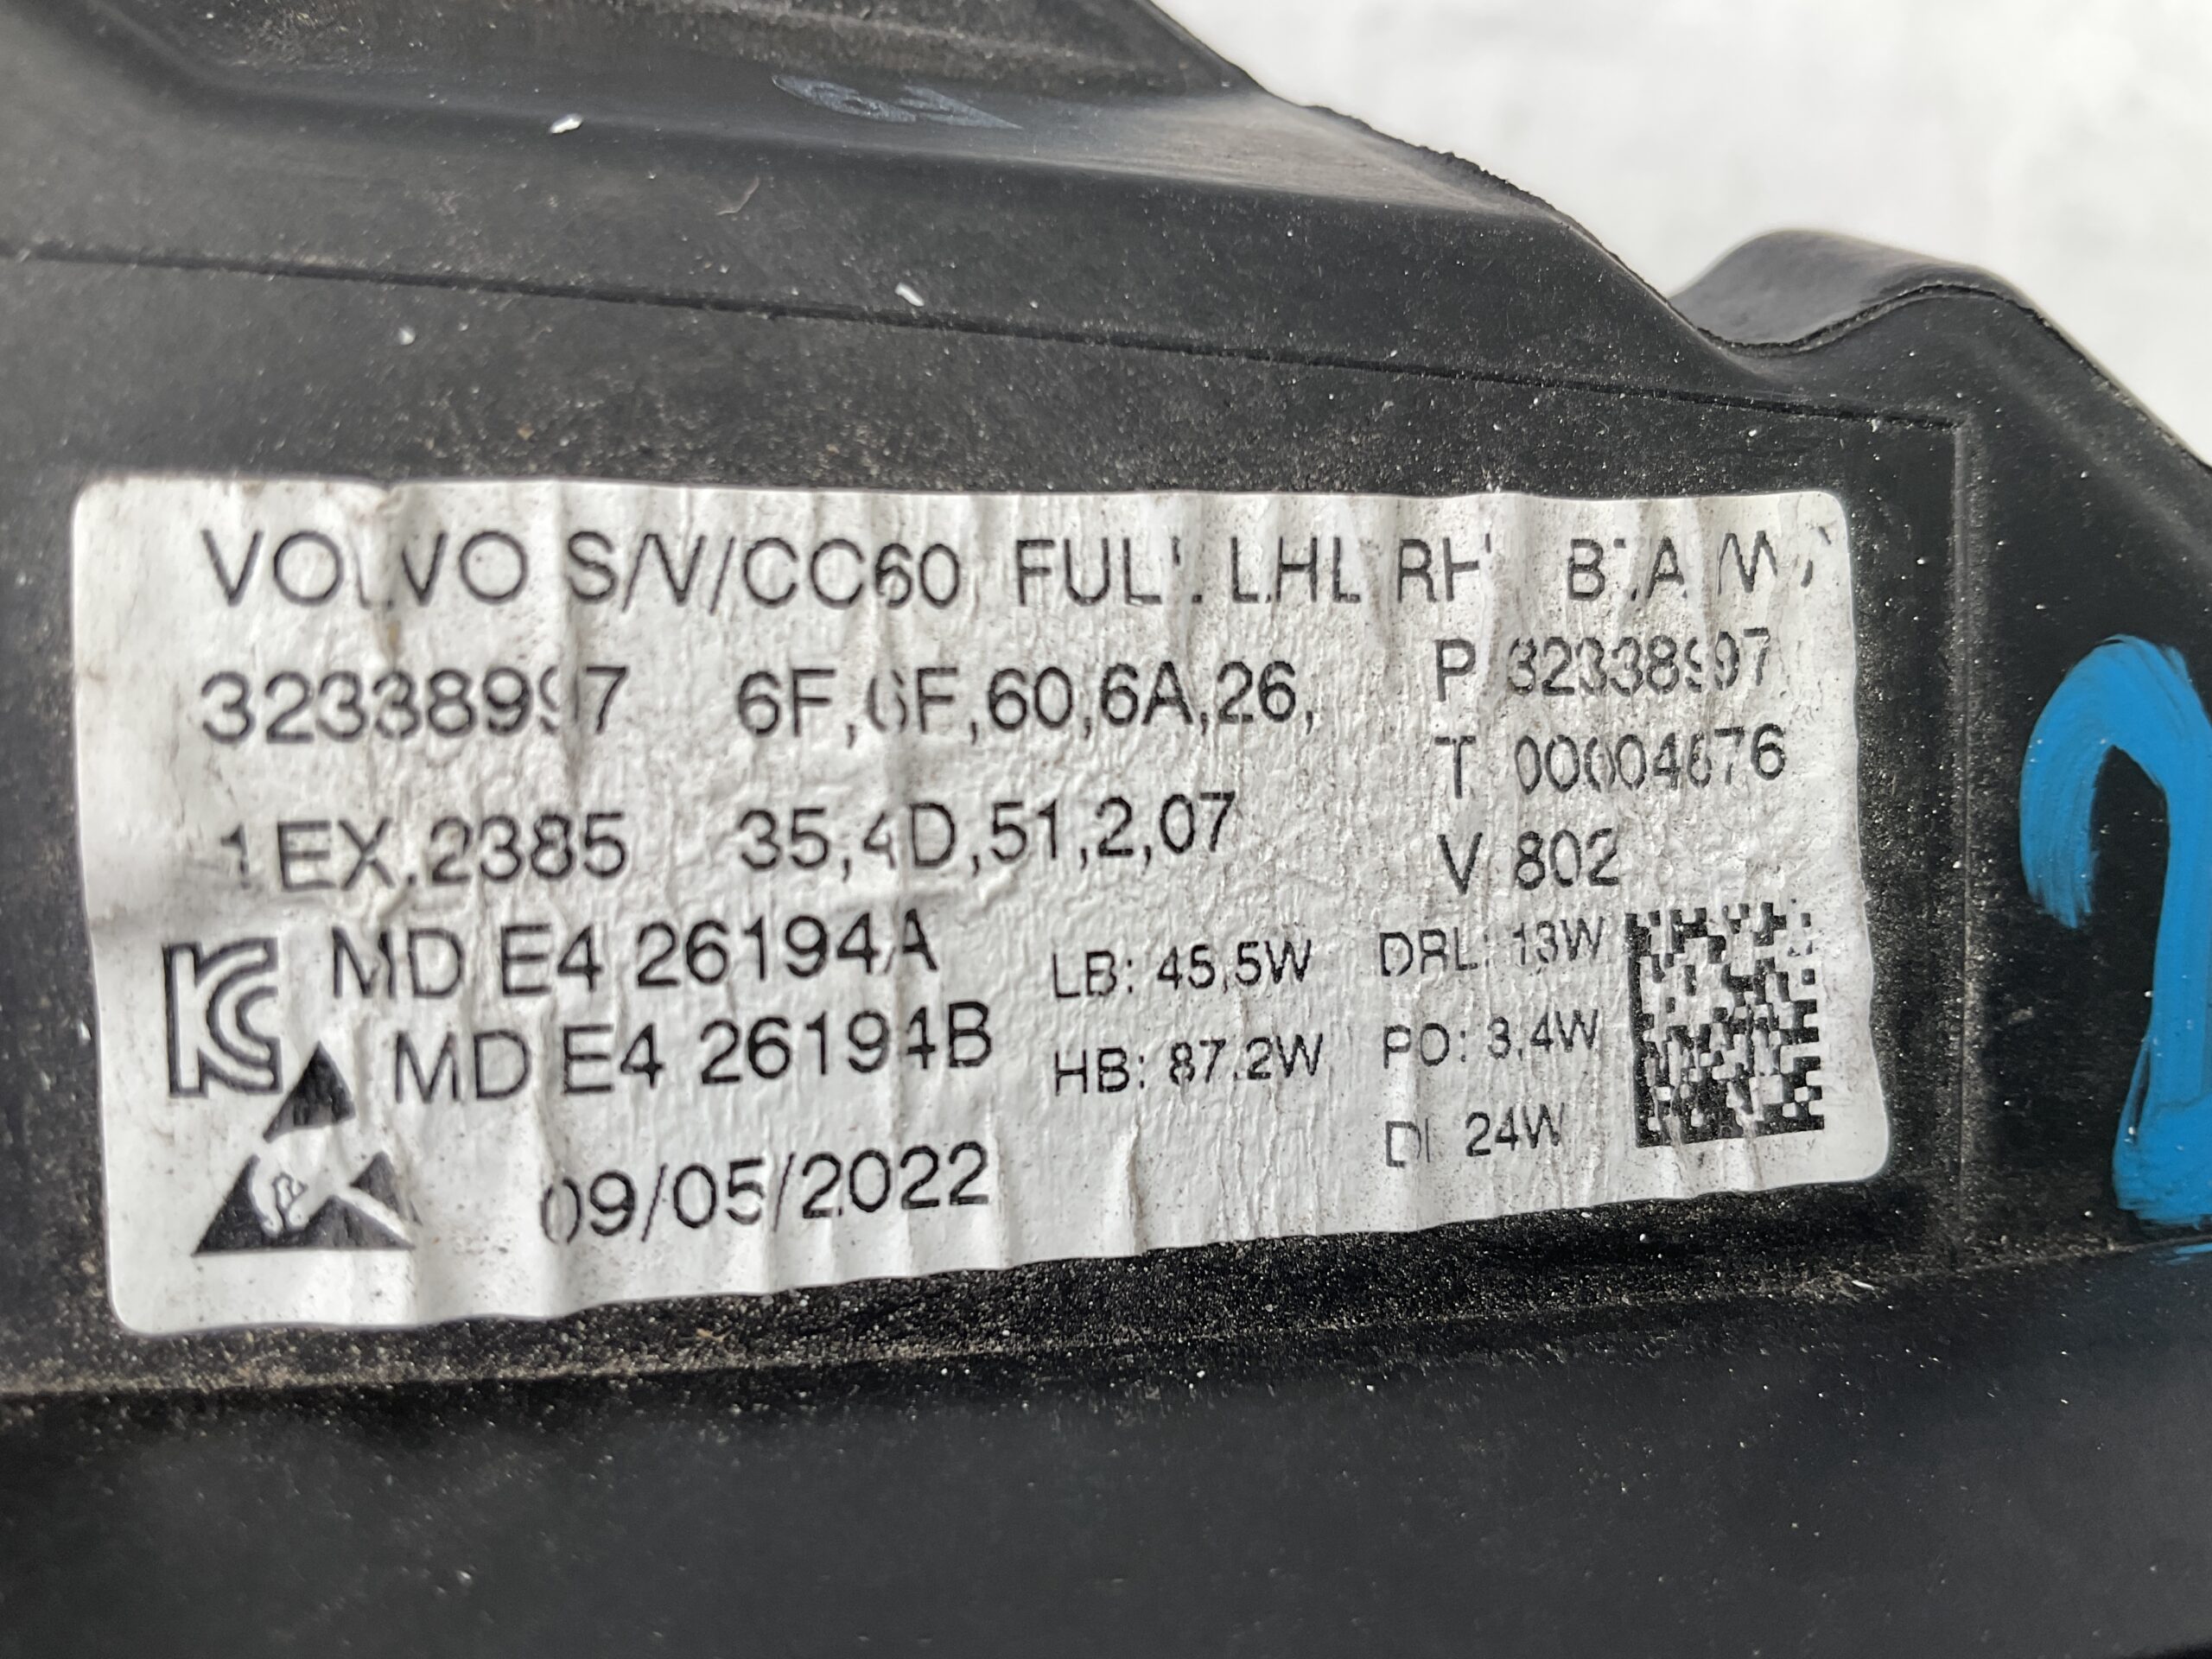 VOLVO S/V/CC60 FULL LHD RH
32338997 6F,6F,60,6A,26, P 32338997
T 00004676
1EX.2385 35,4D,51,2,07 V 802
MD E4 26194A LB: 45,5W DRL: 13W
MD E4 26194B HB: 87.2W PO: 3,4W
09/05/2022 DI 24W